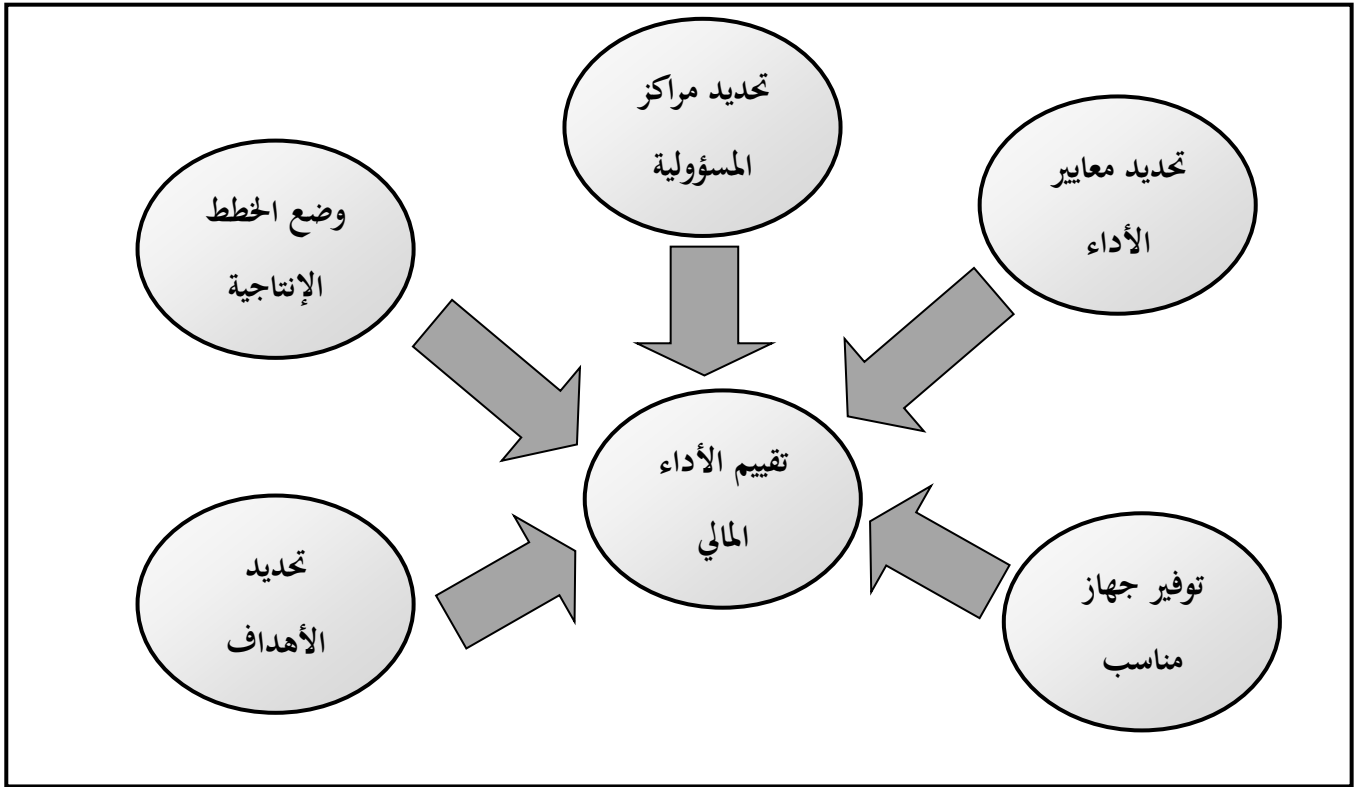 تحديد مراكز
المسؤولية
تحديد معايير
الأداء
وضع الخطط
الإنتاجية
تقييم الأداء
المالي
تحديد
الأهداف
توفير جهاز
مناسب